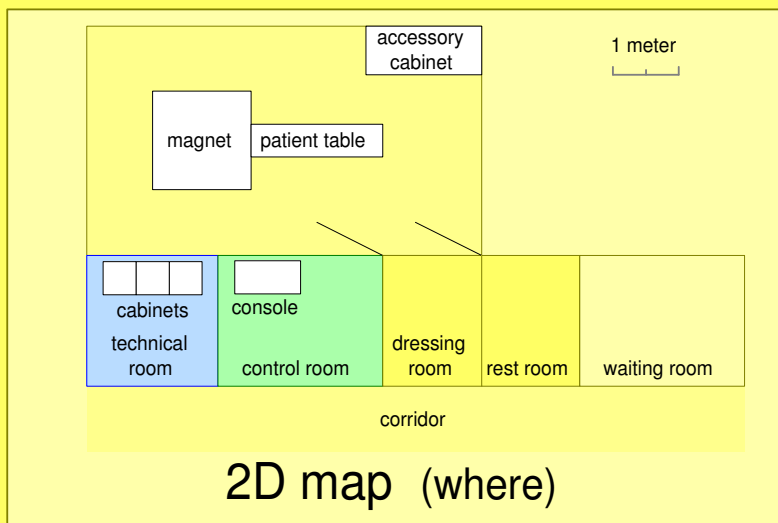 accessory
cabinet
1 meter
magnet
patient table
cabinets
console
technical
room
control room
dressing
room
rest room
waiting room
corridor
2D map (where)